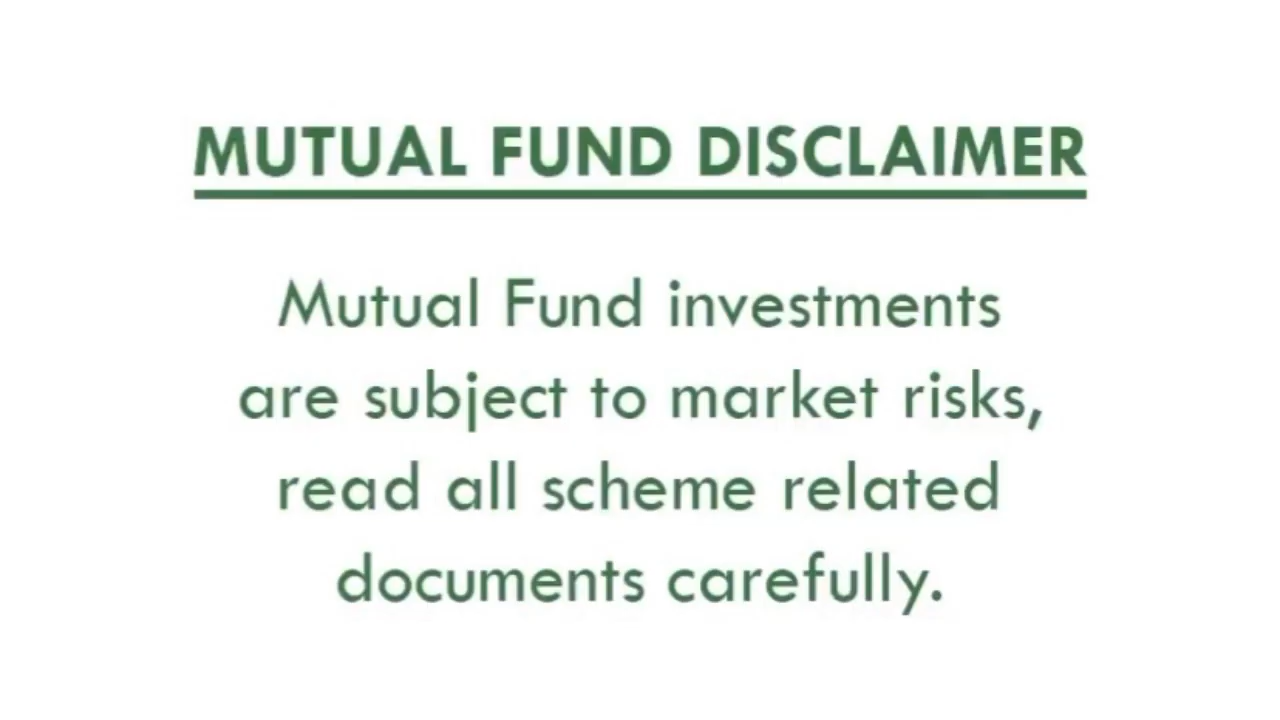 MUTUAL FUND DISCLAIMER
Mutual Fund investments
are subject to market risks,
read all scheme related
documents carefully.